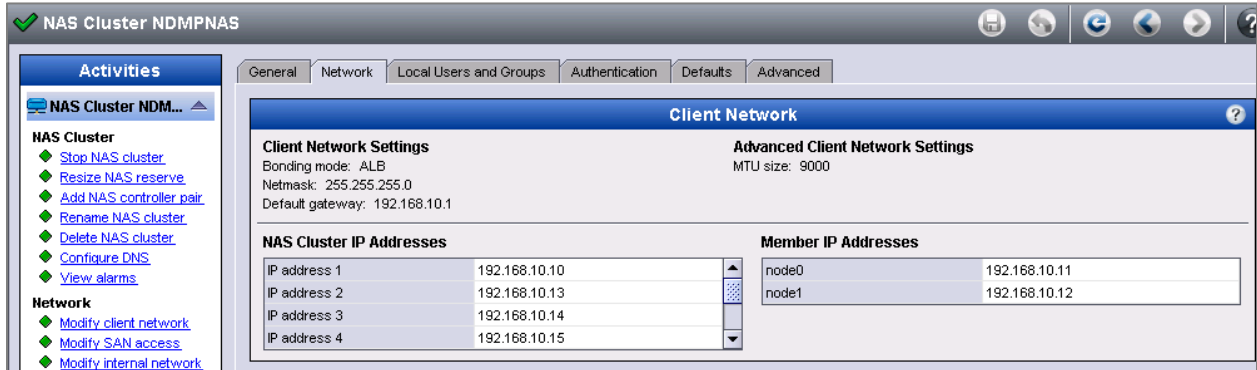 NAS Cluster NDMPNAS
?
Activities
General Network Local Users and Groups Authentication Defaults Advanced
NAS Cluster NDM...
Client Network
?
NAS Cluster
Stop NAS cluster
Resize NAS reserve
Add NAS controller pair
Rename NAS cluster
Delete NAS cluster
Configure DNS
View alarms
Network
Modify client network
Modify SAN access
Modify internal network
Client Network Settings
Bonding mode: ALB
Netmask: 255.255.255.0
Default gateway: 192.168.10.1
Advanced Client Network Settings
MTU size: 9000
NAS Cluster IP Addresses
IP address 1 192.168.10.10
IP address 2 192.168.10.13
IP address 3 192.168.10.14
IP address 4 192.168.10.15
Member IP Addresses
node0 192.168.10.11
node1 192.168.10.12